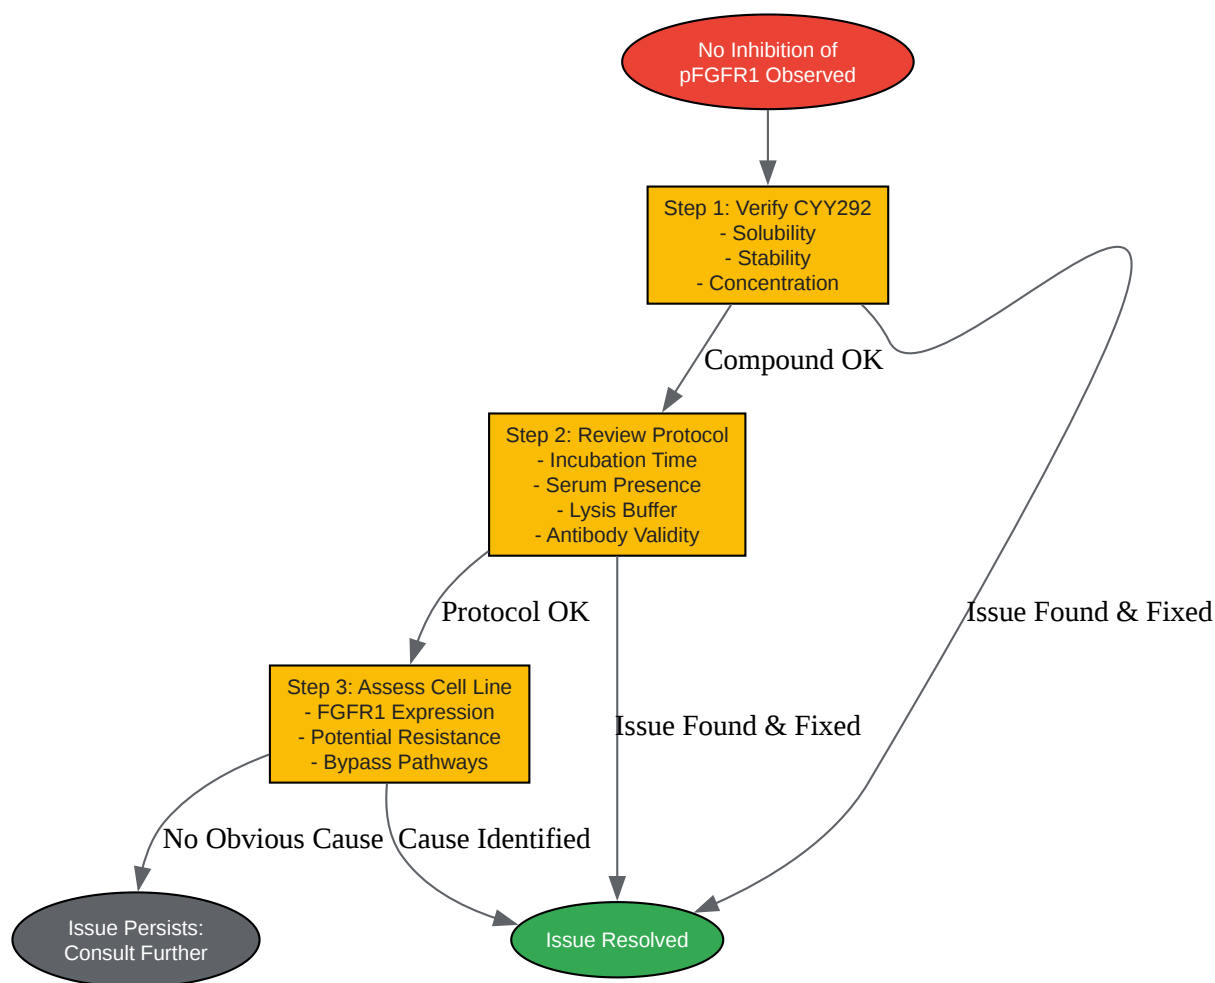 No Inhibition of
pFGFR1 Observed
Step 1: Verify CYY292
- Solubility
- Stability
- Concentration
Compound OK
Step 2: Review Protocol
- Incubation Time
- Serum Presence
- Lysis Buffer
- Antibody Validity
Protocol OK
Issue Found & Fixed
Step 3: Assess Cell Line
- FGFR1 Expression
- Potential Resistance
- Bypass Pathways
Issue Found & Fixed
No Obvious Cause
Cause Identified
Issue Persists:
Consult Further
Issue Resolved